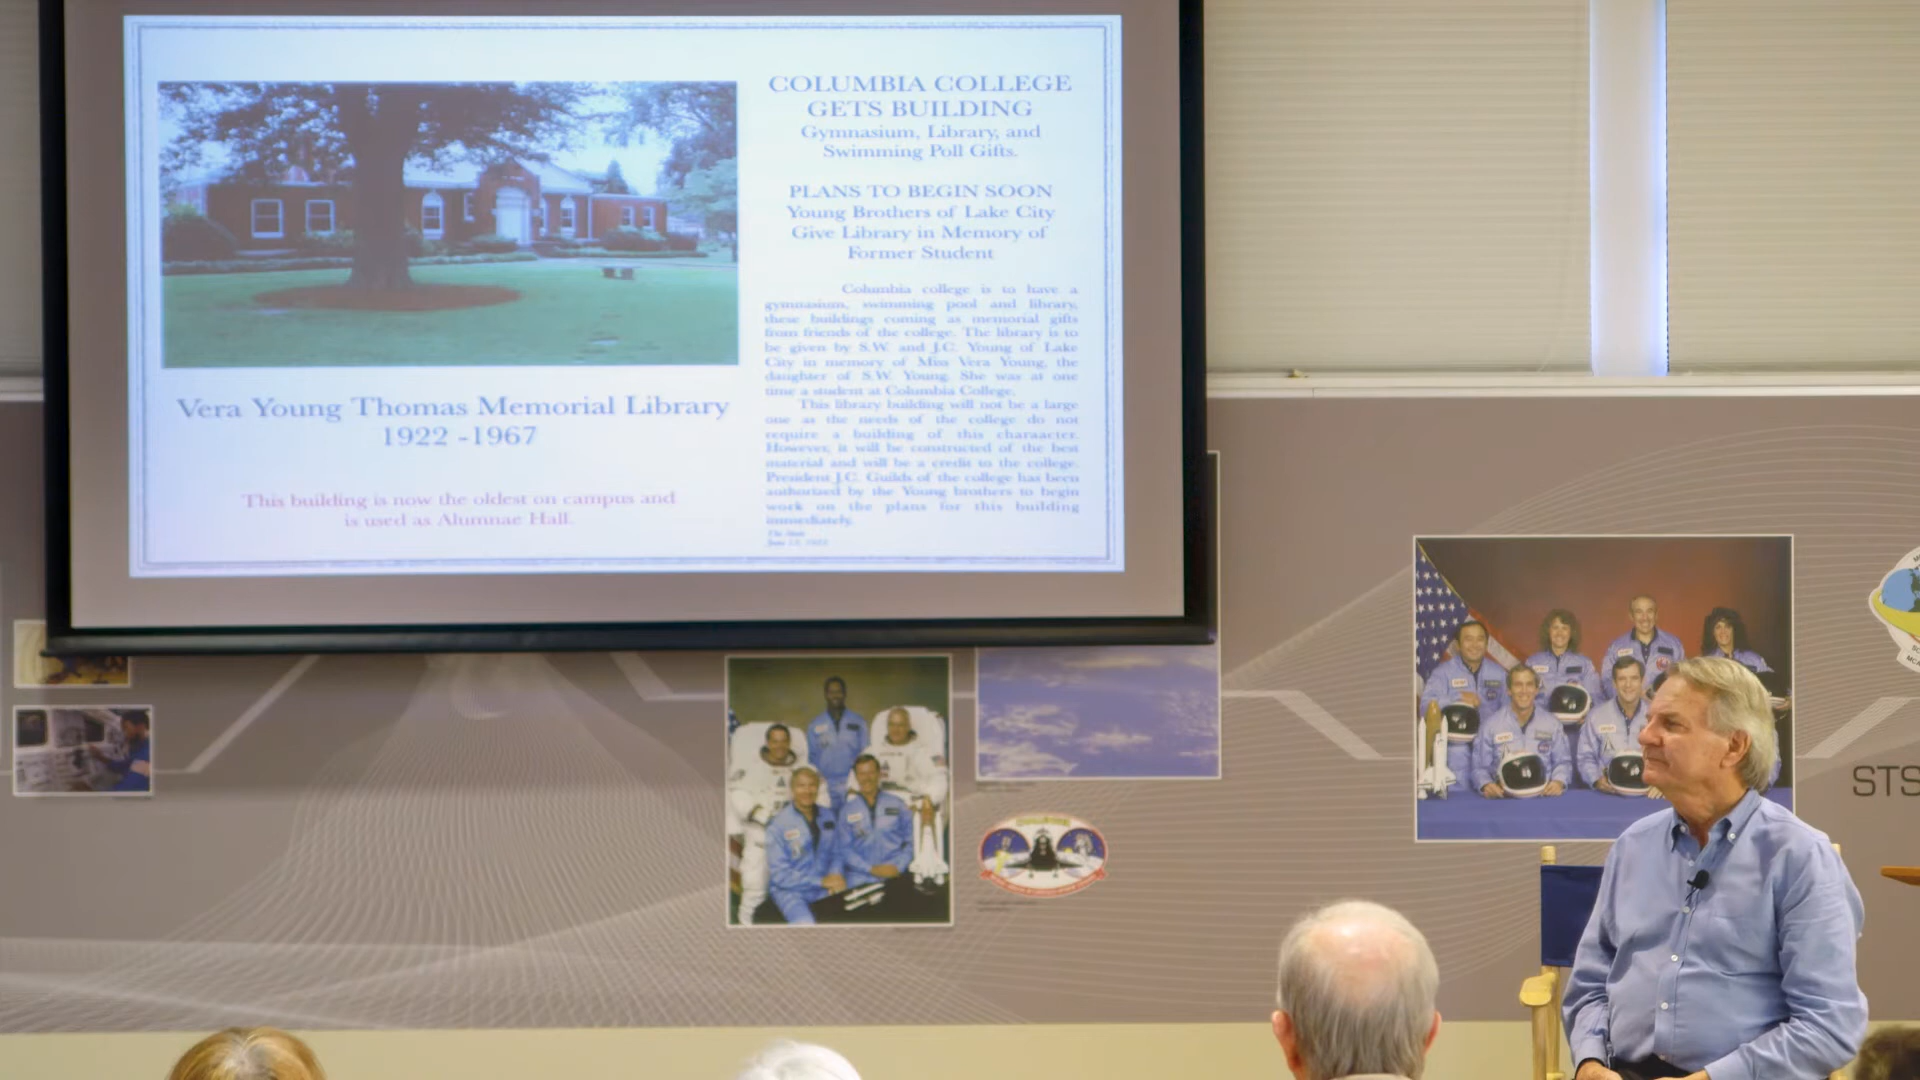 COLUMBIA COLLEGE
GETS BUILDING
Gymnasium, Library, and
Swimming Poll Gifts.
PLANS TO BEGIN SOON
Young Brothers of Lake City
Give Library in Memory of
Former Student
Columbia college is to have a
gymnasium, swimming pool and library,
these buildings coming as memorial gifts
from friends of the college. The library is to
be given by S.W. and J.C. Young of Lake
City in memory of Miss Vera Young, the
daughter of S.W. Young. She was at one
time a student at Columbia College.
This library building will not be a large
one as the needs of the college do not
require a building of this charaacter.
However, it will be constructed of the best
material and will be a credit to the college.
President J.C. Guilds of the college has been
authorized by the Young brothers to begin
work on the plans for this building
immediately.
The State
Vera Young Thomas Memorial Library
1922 -1967
This building is now the oldest on campus and
is used as Alumnae Hall.
STS